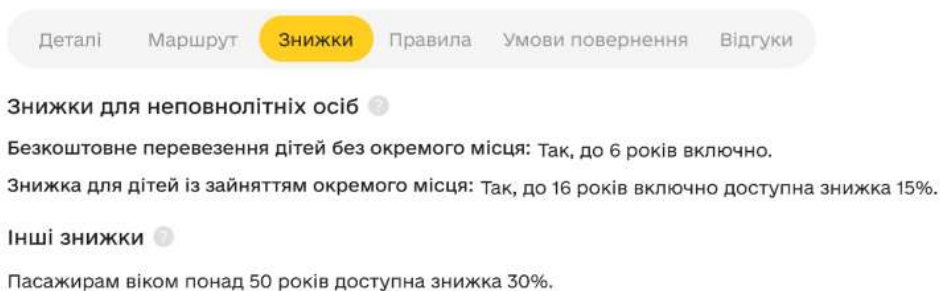 Деталі Маршрут Знижки Правила Умови повернення Відгуки
Знижки для неповнолітніх осіб ?
Безкоштовне перевезення дітей без окремого місця: Так, до 6 років включно.
Знижка для дітей із зайняттям окремого місця: Так, до 16 років включно доступна знижка 15%.
Інші знижки ?
Пасажирам віком понад 50 років доступна знижка 30%.